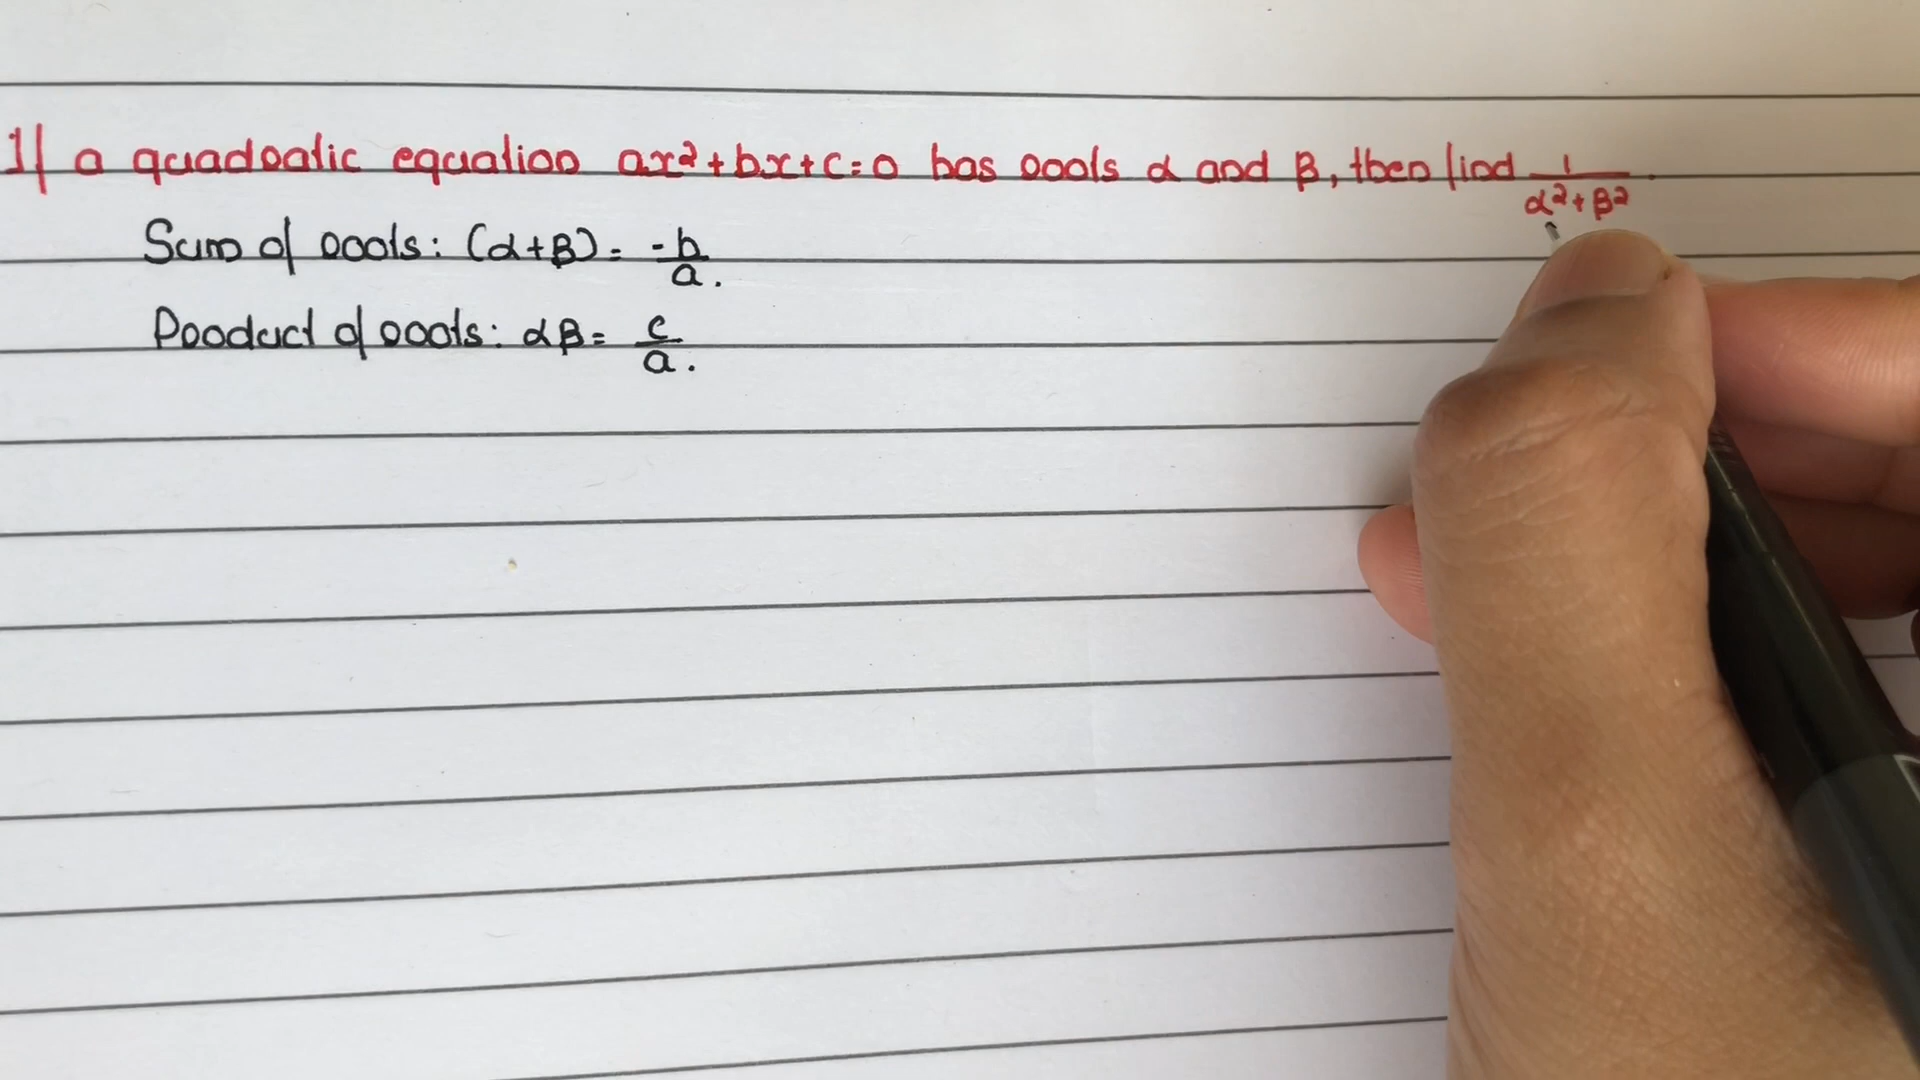 If a quadratic equation ax²+bx+c=0 has roots α and β, then find 1/(α²+β²).
Sum of roots: (α+β) = -b/a.
Product of roots: αβ = c/a.